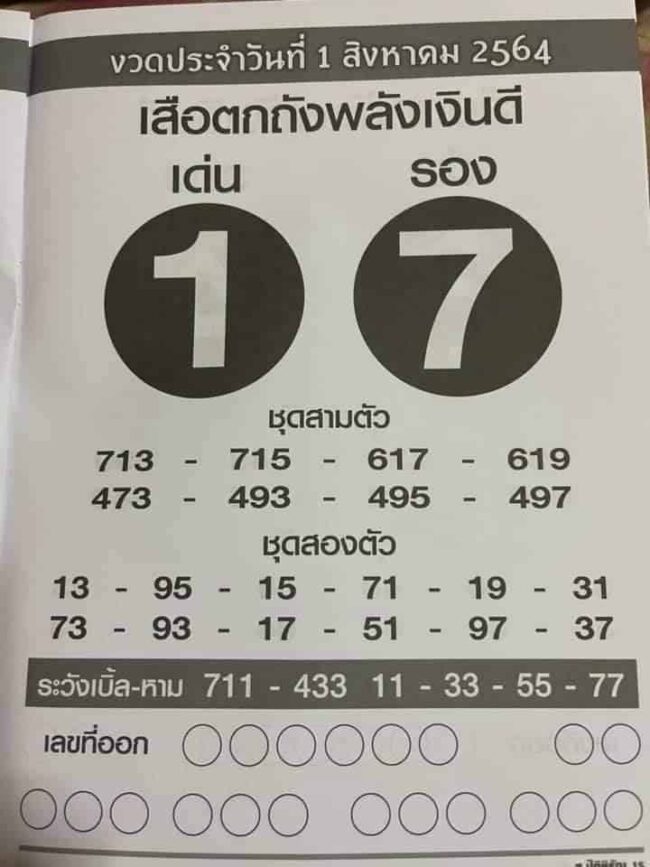 งวดประจำวันที่ 1 สิงหาคม 2564
เสือตกถังพลังเงินดี
เด่น รอง
1 7
ชุดสามตัว
713 - 715 - 617 - 619
473 - 493 - 495 - 497
ชุดสองตัว
13 - 95 - 15 - 71 - 19 - 31
73 - 93 - 17 - 51 - 97 - 37
ระวังเบิ้ล-หาม 711 - 433 11 - 33 - 55 - 77
เลขที่ออก
15